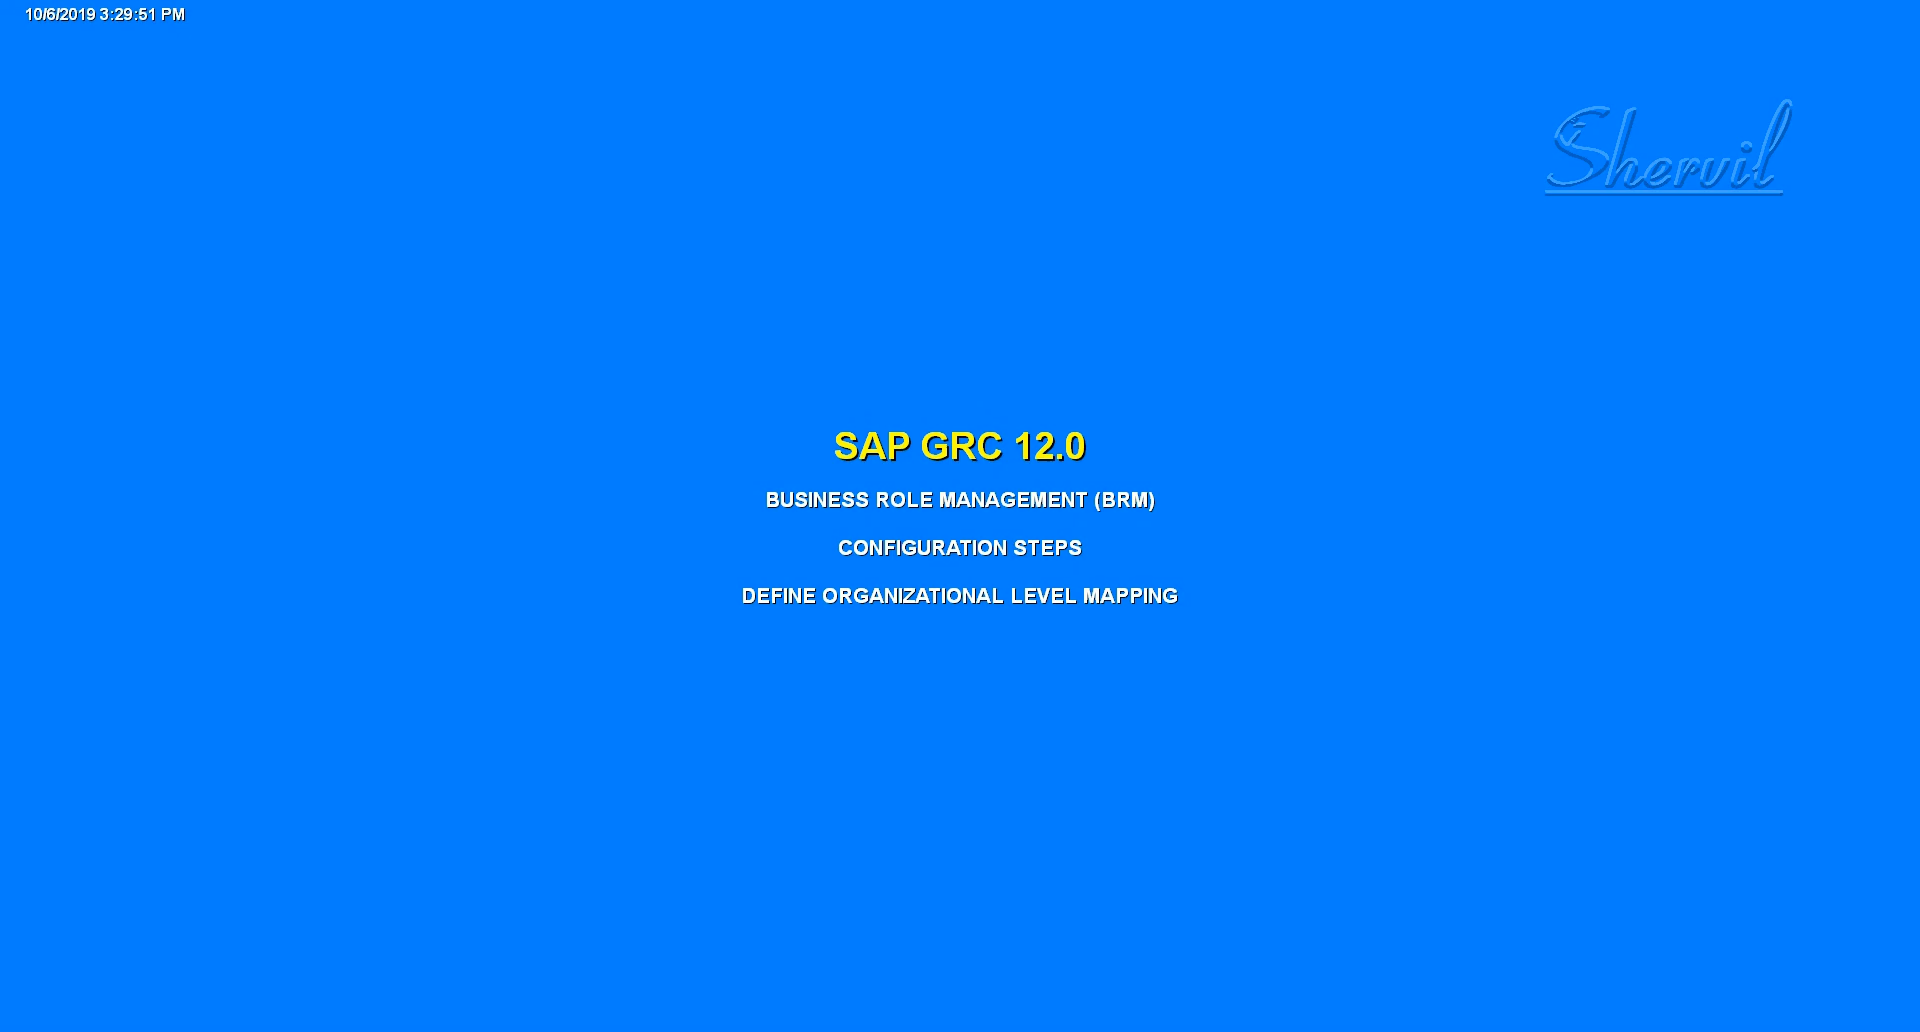 10/6/2019 3:29:51 PM
Shervil
SAP GRC 12.0
BUSINESS ROLE MANAGEMENT (BRM)
CONFIGURATION STEPS
DEFINE ORGANIZATIONAL LEVEL MAPPING